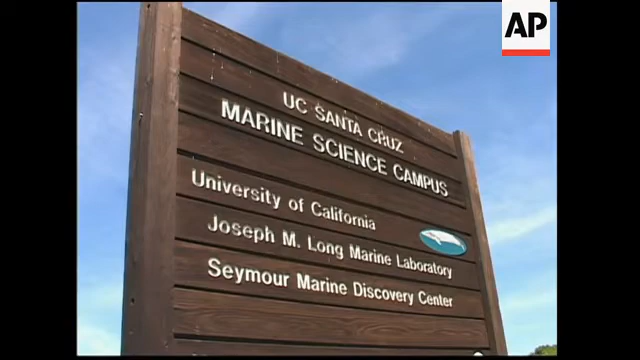 AP
UC SANTA CRUZ
MARINE SCIENCE CAMPUS
University of California
Joseph M. Long Marine Laboratory
Seymour Marine Discovery Center